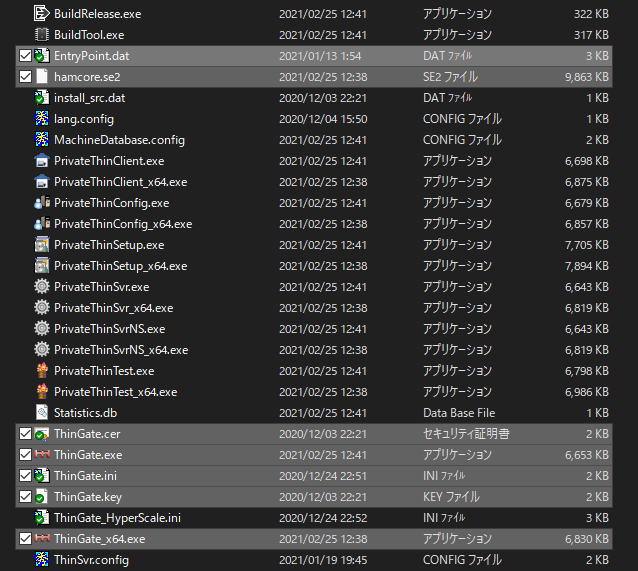 BuildRelease.exe 2021/02/25 12:41 アプリケーション 322 KB
BuildTool.exe 2021/02/25 12:41 アプリケーション 317 KB
EntryPoint.dat 2021/01/13 1:54 DAT ファイル 3 KB
hamcore.se2 2021/02/25 12:38 SE2 ファイル 9,863 KB
install_src.dat 2020/12/03 22:21 DAT ファイル 1 KB
lang.config 2020/12/04 15:50 CONFIG ファイル 1 KB
MachineDatabase.config 2021/02/25 12:41 CONFIG ファイル 2 KB
PrivateThinClient.exe 2021/02/25 12:41 アプリケーション 6,698 KB
PrivateThinClient_x64.exe 2021/02/25 12:38 アプリケーション 6,875 KB
PrivateThinConfig.exe 2021/02/25 12:41 アプリケーション 6,679 KB
PrivateThinConfig_x64.exe 2021/02/25 12:38 アプリケーション 6,857 KB
PrivateThinSetup.exe 2021/02/25 12:41 アプリケーション 7,705 KB
PrivateThinSetup_x64.exe 2021/02/25 12:38 アプリケーション 7,894 KB
PrivateThinSvr.exe 2021/02/25 12:41 アプリケーション 6,643 KB
PrivateThinSvr_x64.exe 2021/02/25 12:38 アプリケーション 6,819 KB
PrivateThinSvrNS.exe 2021/02/25 12:41 アプリケーション 6,643 KB
PrivateThinSvrNS_x64.exe 2021/02/25 12:38 アプリケーション 6,819 KB
PrivateThinTest.exe 2021/02/25 12:41 アプリケーション 6,798 KB
PrivateThinTest_x64.exe 2021/02/25 12:38 アプリケーション 6,986 KB
Statistics.db 2021/02/25 12:41 Data Base File 1 KB
ThinGate.cer 2020/12/03 22:21 セキュリティ証明書 2 KB
ThinGate.exe 2021/02/25 12:41 アプリケーション 6,653 KB
ThinGate.ini 2020/12/24 22:51 INI ファイル 2 KB
ThinGate.key 2020/12/03 22:21 KEY ファイル 2 KB
ThinGate_HyperScale.ini 2020/12/24 22:52 INI ファイル 2 KB
ThinGate_x64.exe 2021/02/25 12:38 アプリケーション 6,830 KB
ThinSvr.config 2021/01/19 19:45 CONFIG ファイル 2 KB